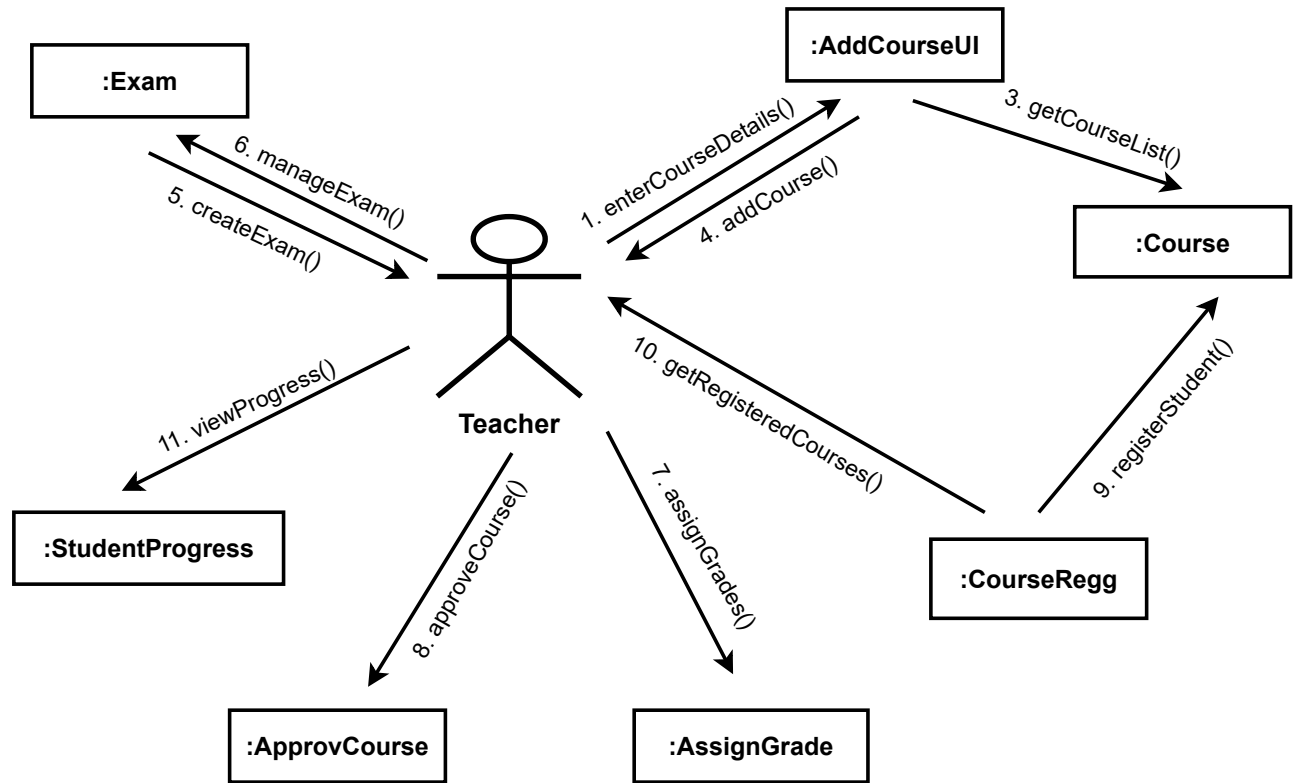 :AddCourseUI
:Exam
3. getCourseList()
1. enterCourseDetails()
6. manageExam()
4. addCourse()
5. createExam()
:Course
10. getRegisteredCourses()
9. registerStudent()
11. viewProgress()
Teacher
7. assignGrades()
8. approveCourse()
:StudentProgress
:CourseRegg
:ApprovCourse
:AssignGrade